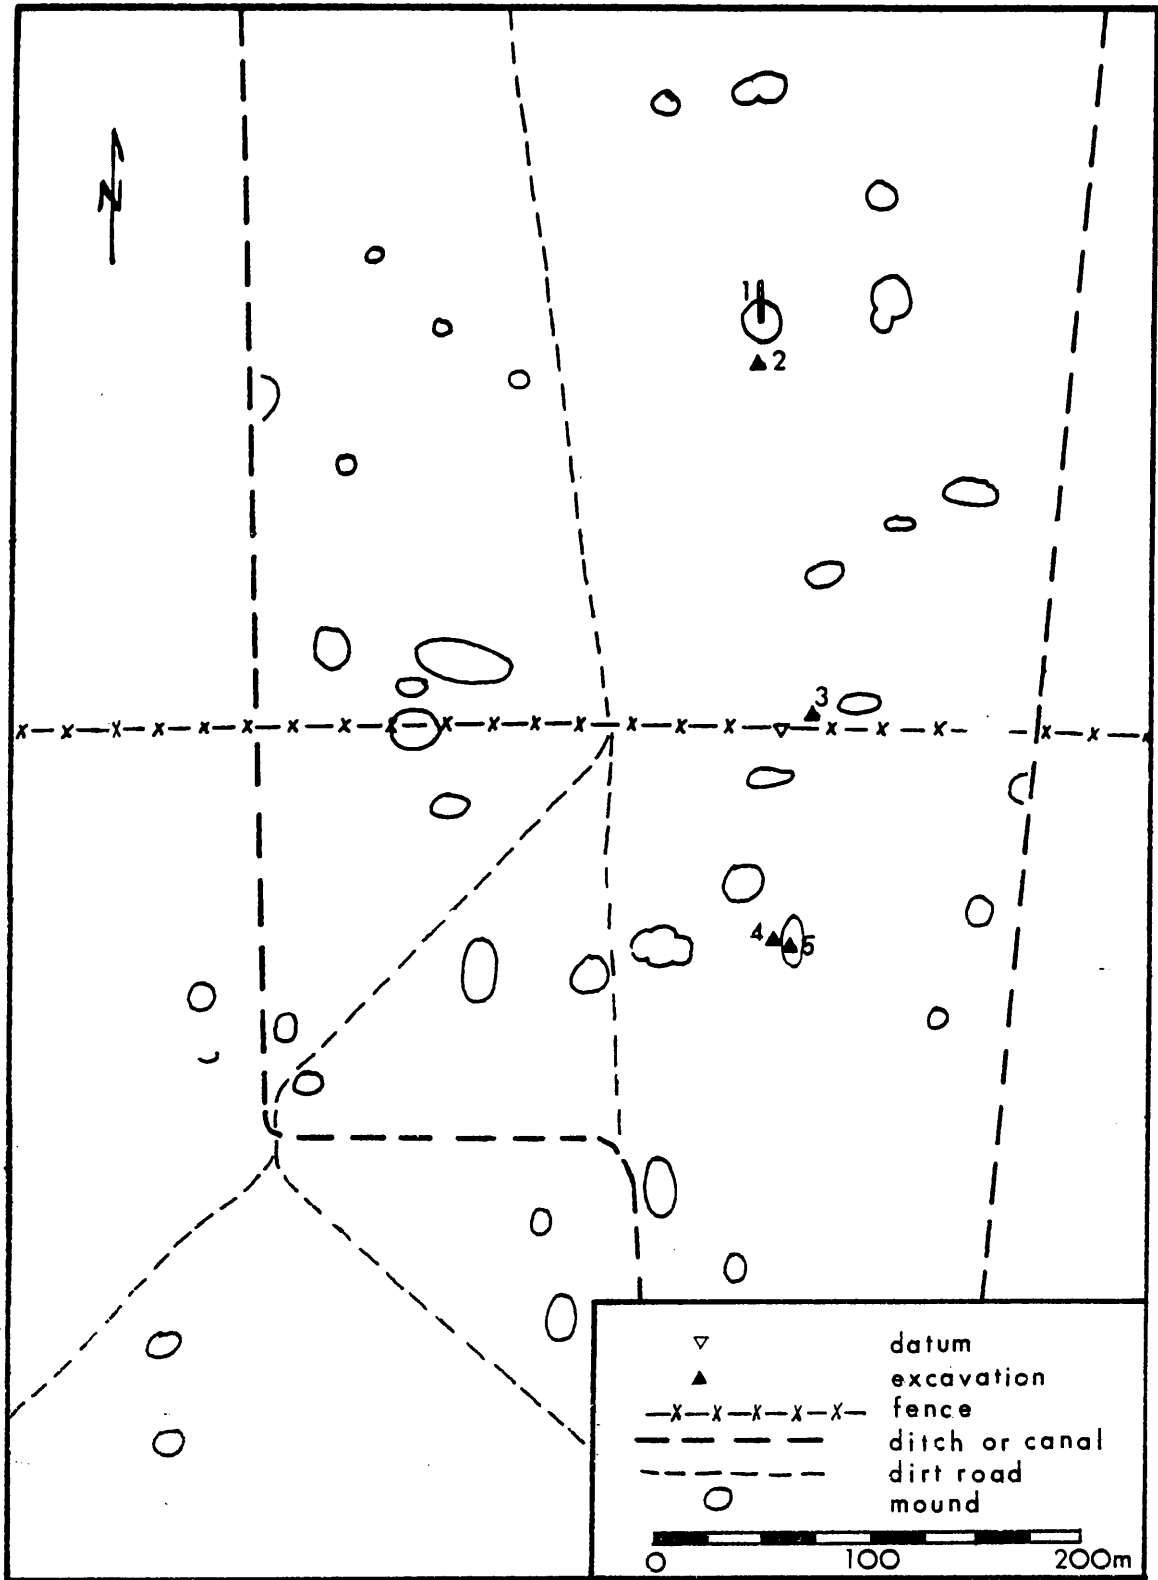 N
1
2
3
4 5
datum
excavation
—x—x—x—x—x— fence
ditch or canal
dirt road
mound
0 100 200m